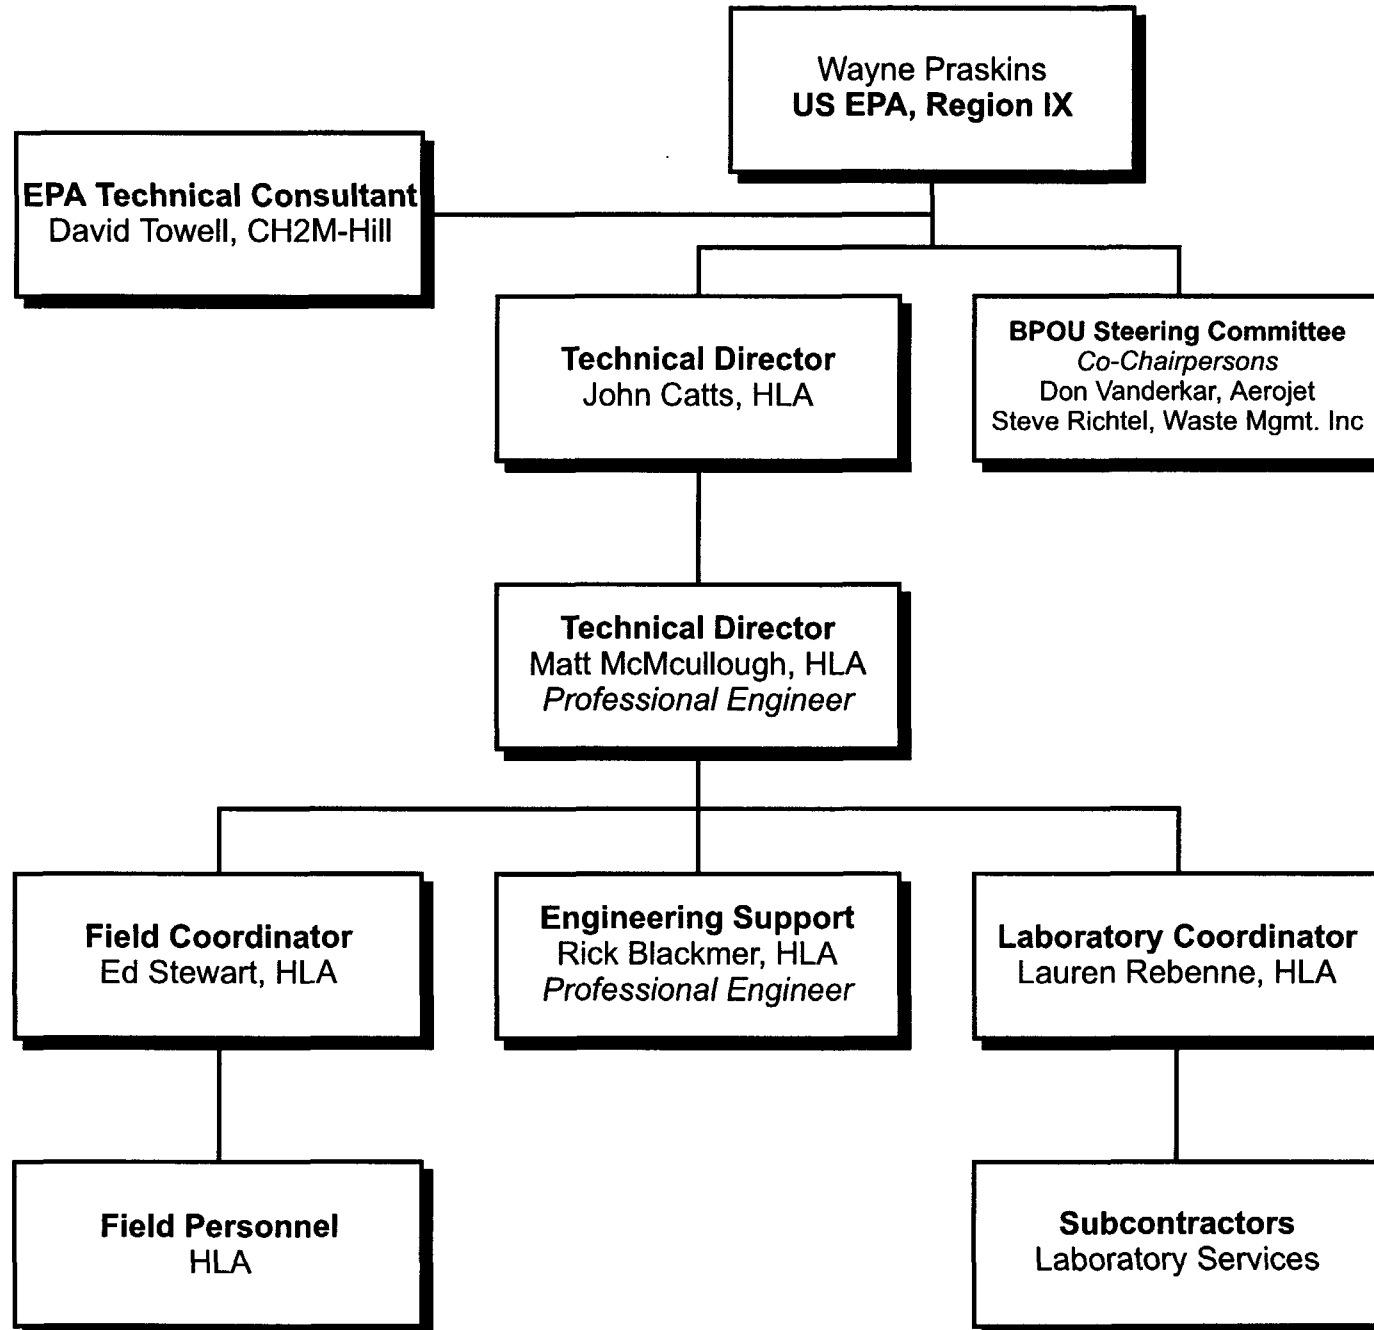 Wayne Praskins
US EPA, Region IX
EPA Technical Consultant
David Towell, CH2M-Hill
Technical Director
John Catts, HLA
BPOU Steering Committee
Co-Chairpersons
Don Vanderkar, Aerojet
Steve Richtel, Waste Mgmt. Inc
Technical Director
Matt McMcullough, HLA
Professional Engineer
Field Coordinator
Ed Stewart, HLA
Engineering Support
Rick Blackmer, HLA
Professional Engineer
Laboratory Coordinator
Lauren Rebenne, HLA
Field Personnel
HLA
Subcontractors
Laboratory Services